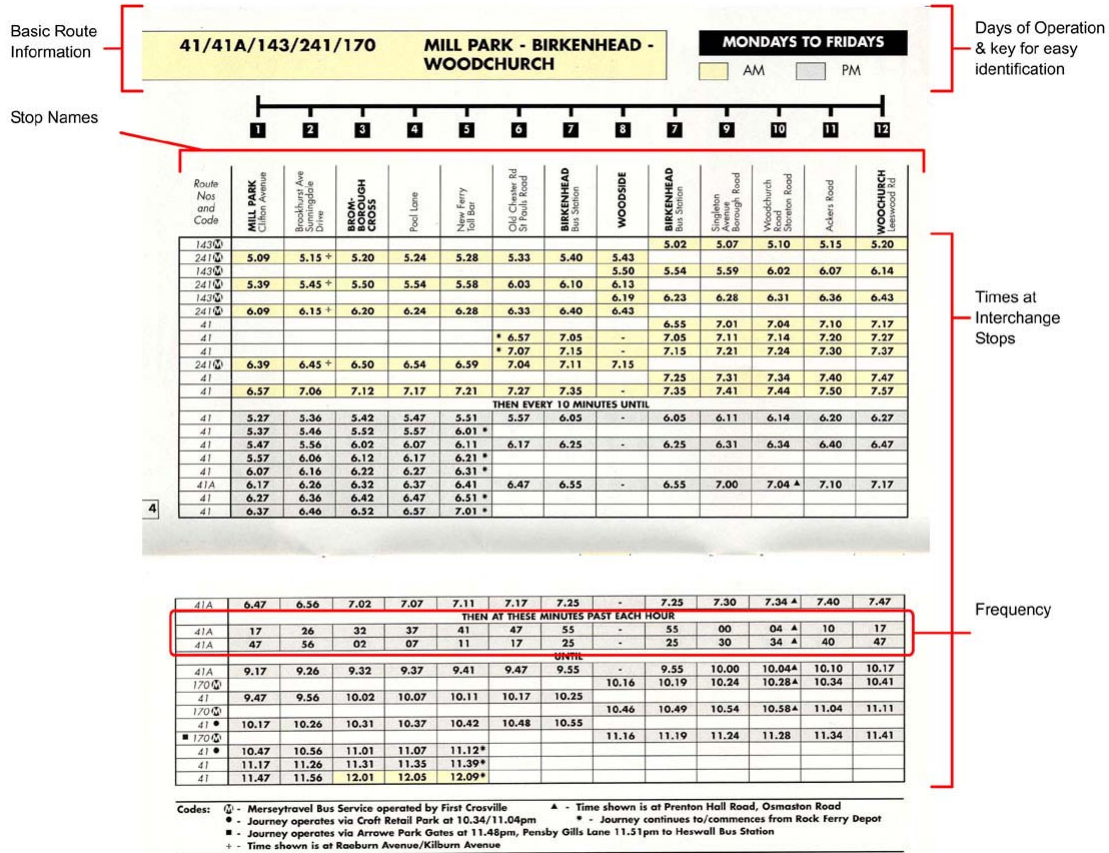 Basic Route
Information
41/41A/143/241/170 MILL PARK - BIRKENHEAD -
WOODCHURCH
MONDAYS TO FRIDAYS
AM PM
Days of Operation
& key for easy
identification
Stop Names
1 2 3 4 5 6 7 8 7 9 10 11 12
Route Nos and Code
MILL PARK Clifton Avenue
Brookhurst Ave Sunningdale Drive
BROM-BOROUGH CROSS
Pool Lane
New Ferry Toll Bar
Old Chester Rd St Pauls Road
BIRKENHEAD Bus Station
WOODSIDE
BIRKENHEAD Bus Station
Singleton Avenue Borough Road
Woodchurch Road Storeton Road
Ackers Road
WOOCHURCH Leeswood Rd
143Ⓜ 5.02 5.07 5.10 5.15 5.20
241Ⓜ 5.09 5.15 + 5.20 5.24 5.28 5.33 5.40 5.43
143Ⓜ 5.50 5.54 5.59 6.02 6.07 6.14
241Ⓜ 5.39 5.45 + 5.50 5.54 5.58 6.03 6.10 6.13
143Ⓜ 6.19 6.23 6.28 6.31 6.36 6.43
241Ⓜ 6.09 6.15 + 6.20 6.24 6.28 6.33 6.40 6.43
41 6.55 7.01 7.04 7.10 7.17
41 * 6.57 7.05 - 7.05 7.11 7.14 7.20 7.27
41 * 7.07 7.15 - 7.15 7.21 7.24 7.30 7.37
241Ⓜ 6.39 6.45 + 6.50 6.54 6.59 7.04 7.11 7.15
41 7.25 7.31 7.34 7.40 7.47
41 6.57 7.06 7.12 7.17 7.21 7.27 7.35 - 7.35 7.41 7.44 7.50 7.57
THEN EVERY 10 MINUTES UNTIL
41 5.27 5.36 5.42 5.47 5.51 5.57 6.05 - 6.05 6.11 6.14 6.20 6.27
41 5.37 5.46 5.52 5.57 6.01 *
41 5.47 5.56 6.02 6.07 6.11 6.17 6.25 - 6.25 6.31 6.34 6.40 6.47
41 5.57 6.06 6.12 6.17 6.21 *
41 6.07 6.16 6.22 6.27 6.31 *
41A 6.17 6.26 6.32 6.37 6.41 6.47 6.55 - 6.55 7.00 7.04 ▲ 7.10 7.17
41 6.27 6.36 6.42 6.47 6.51 *
41 6.37 6.46 6.52 6.57 7.01 *
4
Times at
Interchange
Stops
41A 6.47 6.56 7.02 7.07 7.11 7.17 7.25 - 7.25 7.30 7.34 ▲ 7.40 7.47
THEN AT THESE MINUTES PAST EACH HOUR
41A 17 26 32 37 41 47 55 - 55 00 04 ▲ 10 17
41A 47 56 02 07 11 17 25 - 25 30 34 ▲ 40 47
UNTIL
Frequency
41A 9.17 9.26 9.32 9.37 9.41 9.47 9.55 - 9.55 10.00 10.04▲ 10.10 10.17
170Ⓜ 10.16 10.19 10.24 10.28▲ 10.34 10.41
41 9.47 9.56 10.02 10.07 10.11 10.17 10.25
170Ⓜ 10.46 10.49 10.54 10.58▲ 11.04 11.11
41 ● 10.17 10.26 10.31 10.37 10.42 10.48 10.55
■ 170Ⓜ 11.16 11.19 11.24 11.28 11.34 11.41
41 ● 10.47 10.56 11.01 11.07 11.12*
41 11.17 11.26 11.31 11.35 11.39*
41 11.47 11.56 12.01 12.05 12.09*
Codes: Ⓜ - Merseytravel Bus Service operated by First Crosville ▲ - Time shown is at Prenton Hall Road, Osmaston Road
● - Journey operates via Croft Retail Park at 10.34/11.04pm * - Journey continues to/commences from Rock Ferry Depot
■ - Journey operates via Arrowe Park Gates at 11.48pm, Pensby Gills Lane 11.51pm to Heswall Bus Station
+ - Time shown is at Raeburn Avenue/Kilburn Avenue